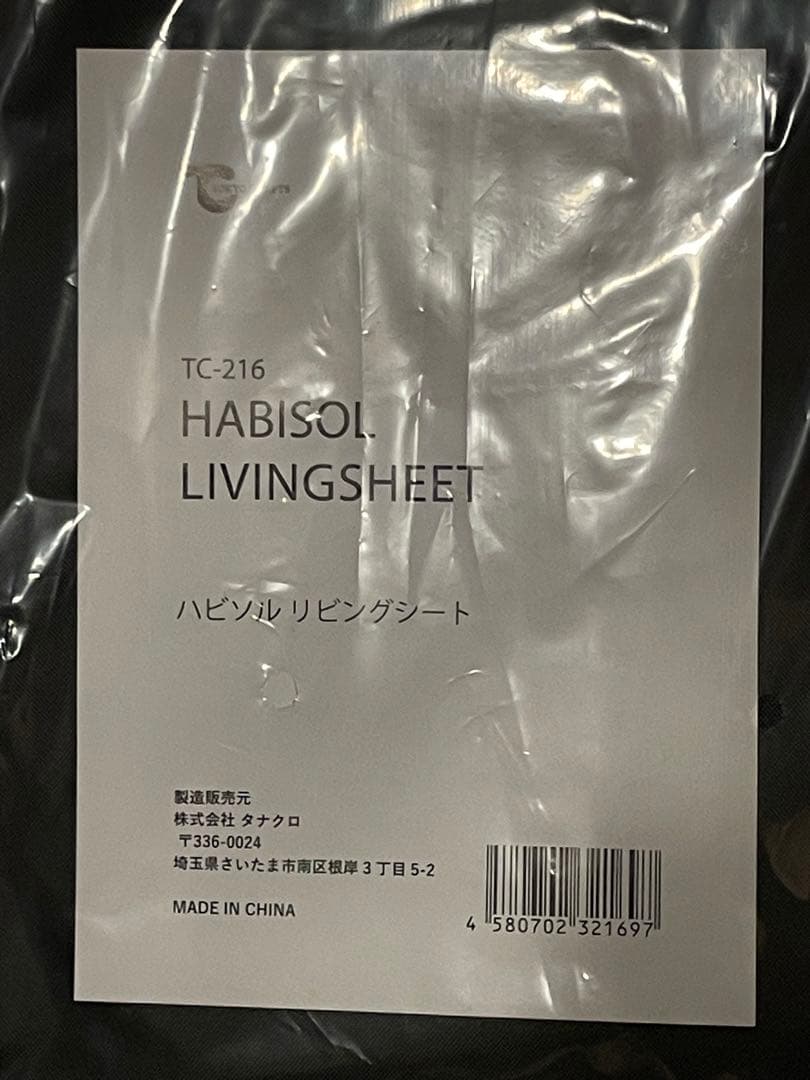 TC-216
HABISOL
LIVINGSHEET
ハビソル リビングシート
製造販売元
株式会社 タナクロ
〒336-0024
埼玉県さいたま市南区根岸3丁目5-2
MADE IN CHINA
4 580702 321697